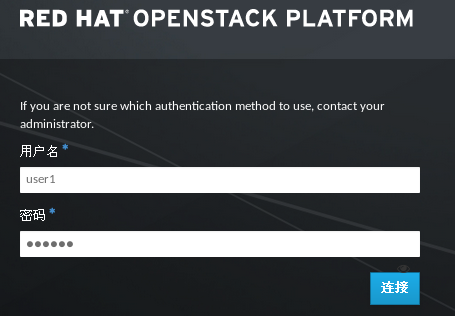 RED HAT® OPENSTACK PLATFORM
If you are not sure which authentication method to use, contact your
administrator.
用户名 *
user1
密码 *
●●●●●●
连接